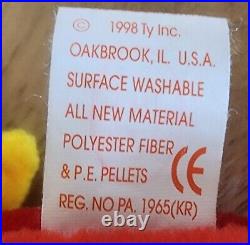 © 1998 Ty Inc.
OAKBROOK, IL. U.S.A.
SURFACE WASHABLE
ALL NEW MATERIAL
POLYESTER FIBER
& P.E. PELLETS CE
REG. NO PA. 1965(KR)